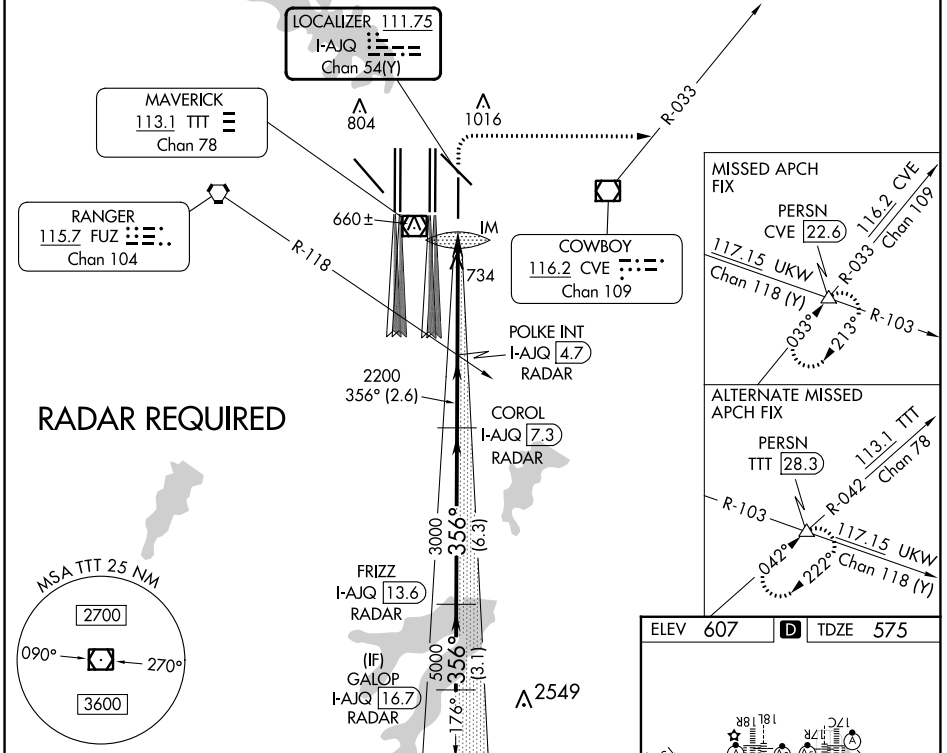 LOCALIZER 111.75
I-AJQ
Chan 54(Y)
MAVERICK
113.1 TTT
Chan 78
804
1016
R-033
RANGER
115.7 FUZ
Chan 104
660±
IM
R-118
734
COWBOY
116.2 CVE
Chan 109
POLKE INT
I-AJQ 4.7
RADAR
2200
356° (2.6)
RADAR REQUIRED
COROL
I-AJQ 7.3
RADAR
3000
356°
(6.3)
FRIZZ
I-AJQ 13.6
RADAR
5000
356°
(3.1)
(IF)
GALOP
I-AJQ 16.7
RADAR
176°
2549
MSA TTT 25 NM
2700
090°
270°
3600
MISSED APCH
FIX
PERSN
CVE 22.6
116.2 CVE
Chan 109
R-033
117.15 UKW
Chan 118 (Y)
R-103
033°
213°
ALTERNATE MISSED
APCH FIX
PERSN
TTT 28.3
113.1 TTT
Chan 78
R-042
R-103
117.15 UKW
Chan 118 (Y)
042°
222°
ELEV 607 D TDZE 575
18R
18L
17R
17C
A
A